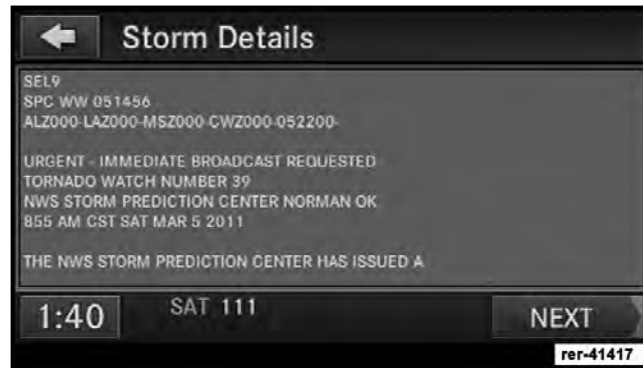 Storm Details
SEL9
SPC WW 051456
ALZ000-LAZ000-MSZ000-CWZ000-052200-
URGENT - IMMEDIATE BROADCAST REQUESTED
TORNADO WATCH NUMBER 39
NWS STORM PREDICTION CENTER NORMAN OK
855 AM CST SAT MAR 5 2011
THE NWS STORM PREDICTION CENTER HAS ISSUED A
1:40
SAT 111
NEXT
rer-41417